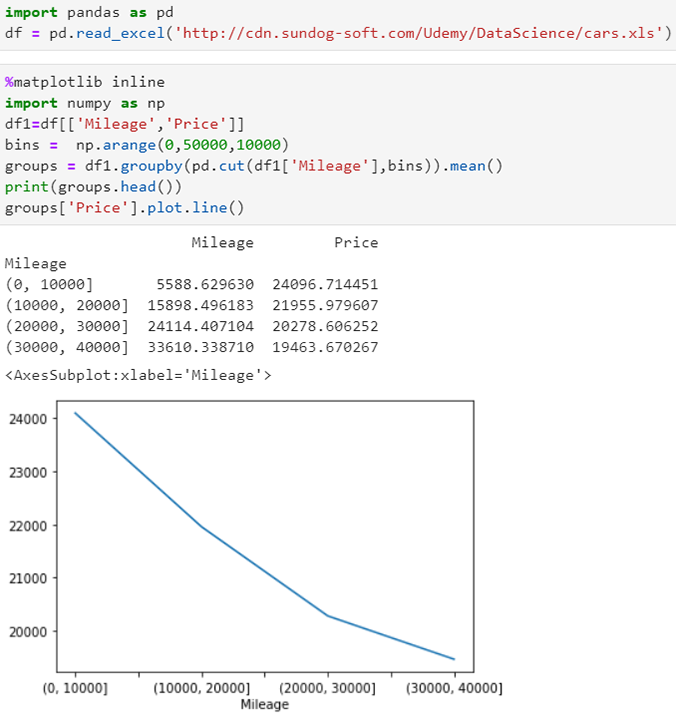 import pandas as pd
df = pd.read_excel('http://cdn.sundog-soft.com/Udemy/DataScience/cars.xls')
%matplotlib inline
import numpy as np
df1=df[['Mileage','Price']]
bins =  np.arange(0,50000,10000)
groups = df1.groupby(pd.cut(df1['Mileage'],bins)).mean()
print(groups.head())
groups['Price'].plot.line()
Mileage Price
Mileage
(0, 10000] 5588.629630 24096.714451
(10000, 20000] 15898.496183 21955.979607
(20000, 30000] 24114.407104 20278.606252
(30000, 40000] 33610.338710 19463.670267
<AxesSubplot:xlabel='Mileage'>
24000
23000
22000
21000
20000
(0, 10000] (10000, 20000] (20000, 30000] (30000, 40000]
Mileage